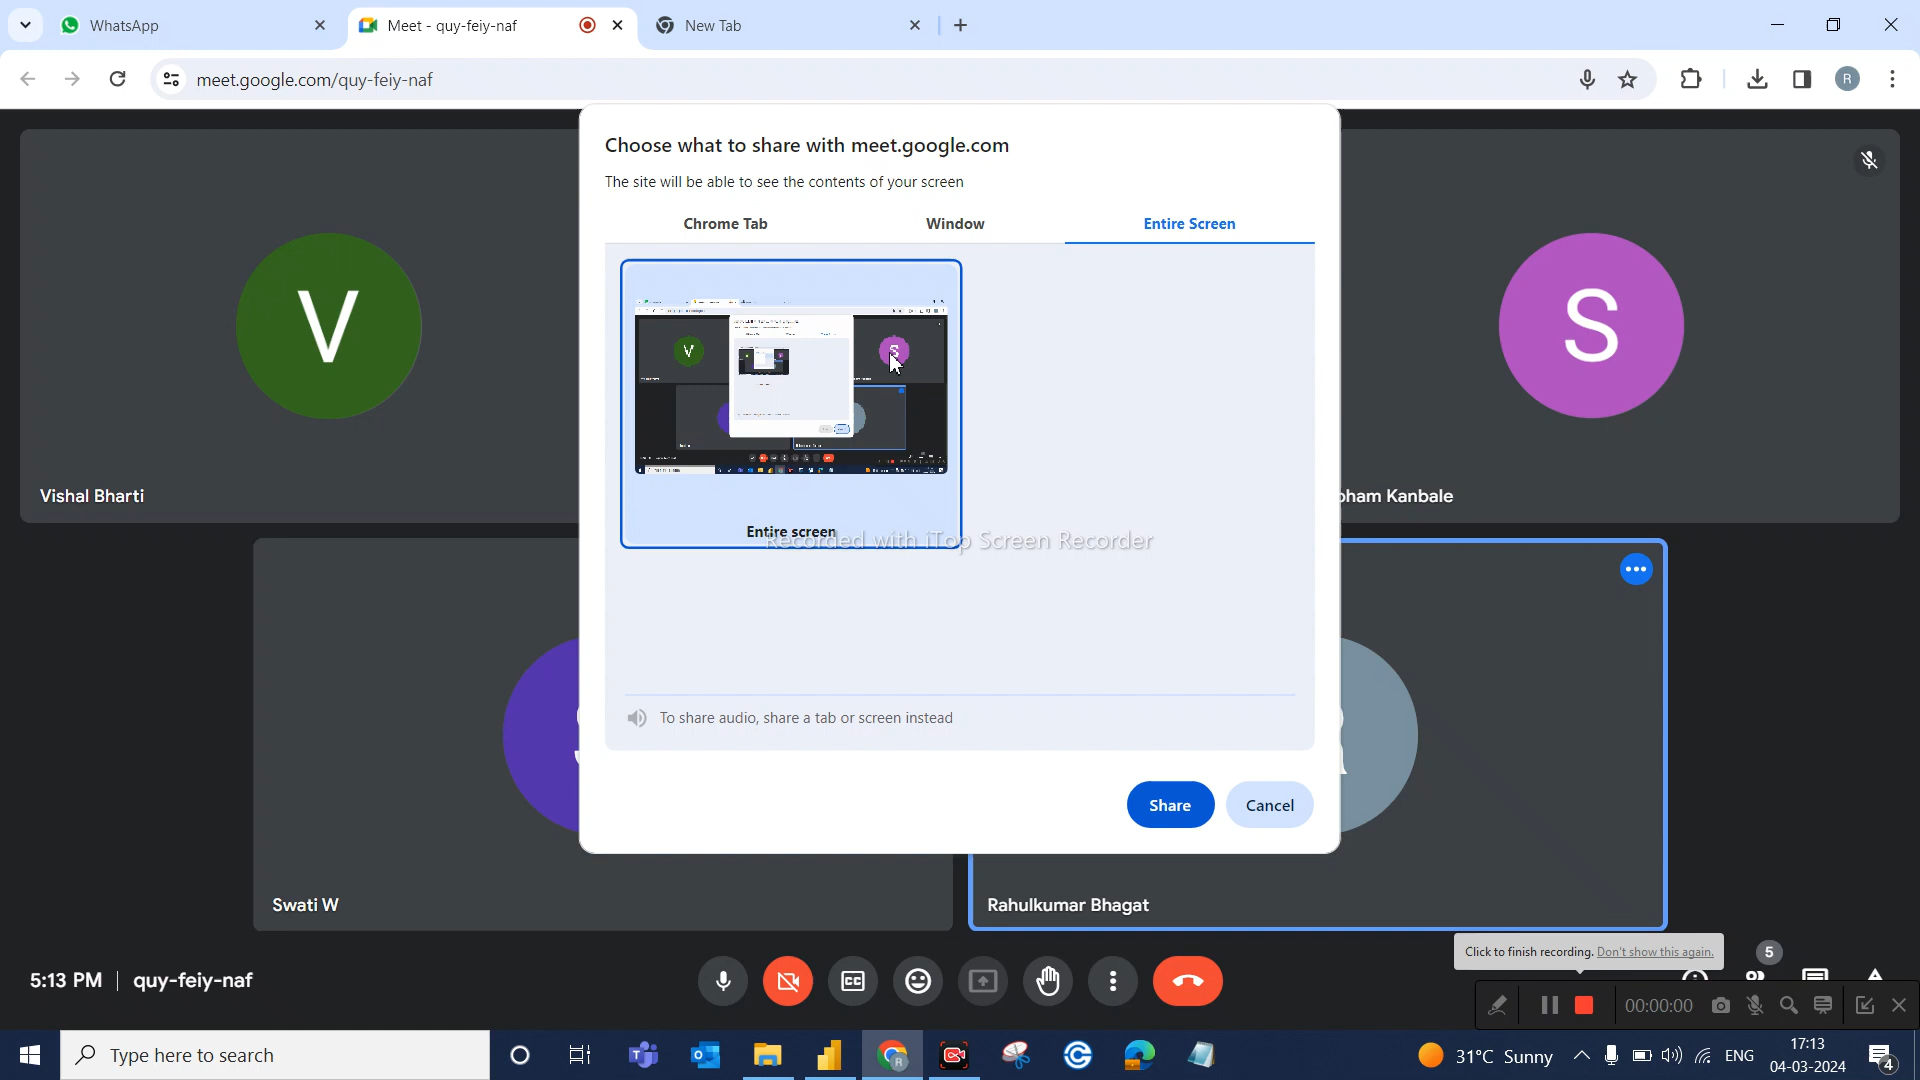 WhatsApp
Meet - quy-feiy-naf
New Tab
meet.google.com/quy-feiy-naf
R
Choose what to share with meet.google.com
The site will be able to see the contents of your screen
Chrome Tab
Window
Entire Screen
V
S
V
S
Vishal Bharti
ham Kanbale
Entire screen
Recorded with iTop Screen Recorder
To share audio, share a tab or screen instead
Share
Cancel
Swati W
Rahulkumar Bhagat
Click to finish recording. Don't show this again.
5
5:13 PM
quy-feiy-naf
CC
00:00:00
Type here to search
31°C Sunny
ENG
17:13
04-03-2024
4